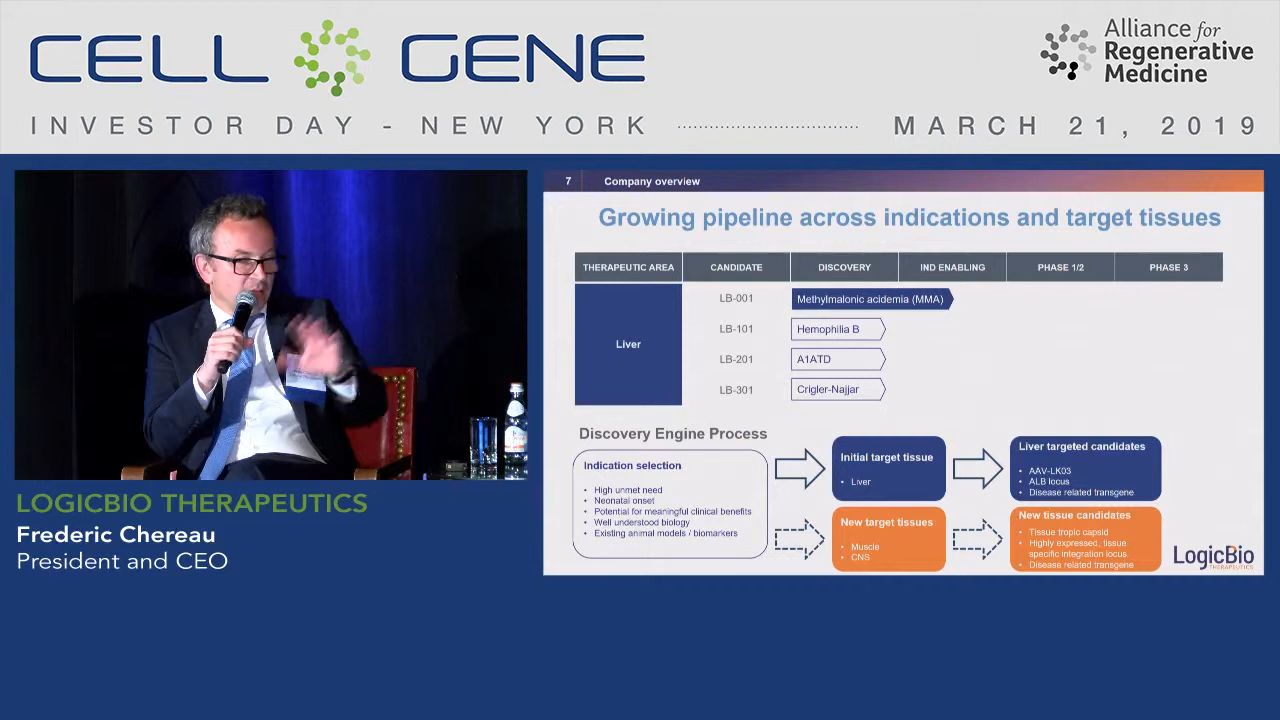 CELL GENE
Alliance for
Regenerative
Medicine
INVESTOR DAY - NEW YORK
MARCH 21, 2019
7 Company overview
Growing pipeline across indications and target tissues
THERAPEUTIC AREA CANDIDATE DISCOVERY IND ENABLING PHASE 1/2 PHASE 3
Liver
LB-001 Methylmalonic acidemia (MMA)
LB-101 Hemophilia B
LB-201 A1ATD
LB-301 Crigler-Najjar
Discovery Engine Process
Indication selection
• High unmet need
• Neonatal onset
• Potential for meaningful clinical benefits
• Well understood biology
• Existing animal models / biomarkers
Initial target tissue
• Liver
Liver targeted candidates
• AAV-LK03
• ALB locus
• Disease related transgene
New target tissues
• Muscle
• CNS
New tissue candidates
• Tissue tropic capsid
• Highly expressed, tissue
specific integration locus
• Disease related transgene
LogicBio
THERAPEUTICS
LOGICBIO THERAPEUTICS
Frederic Chereau
President and CEO